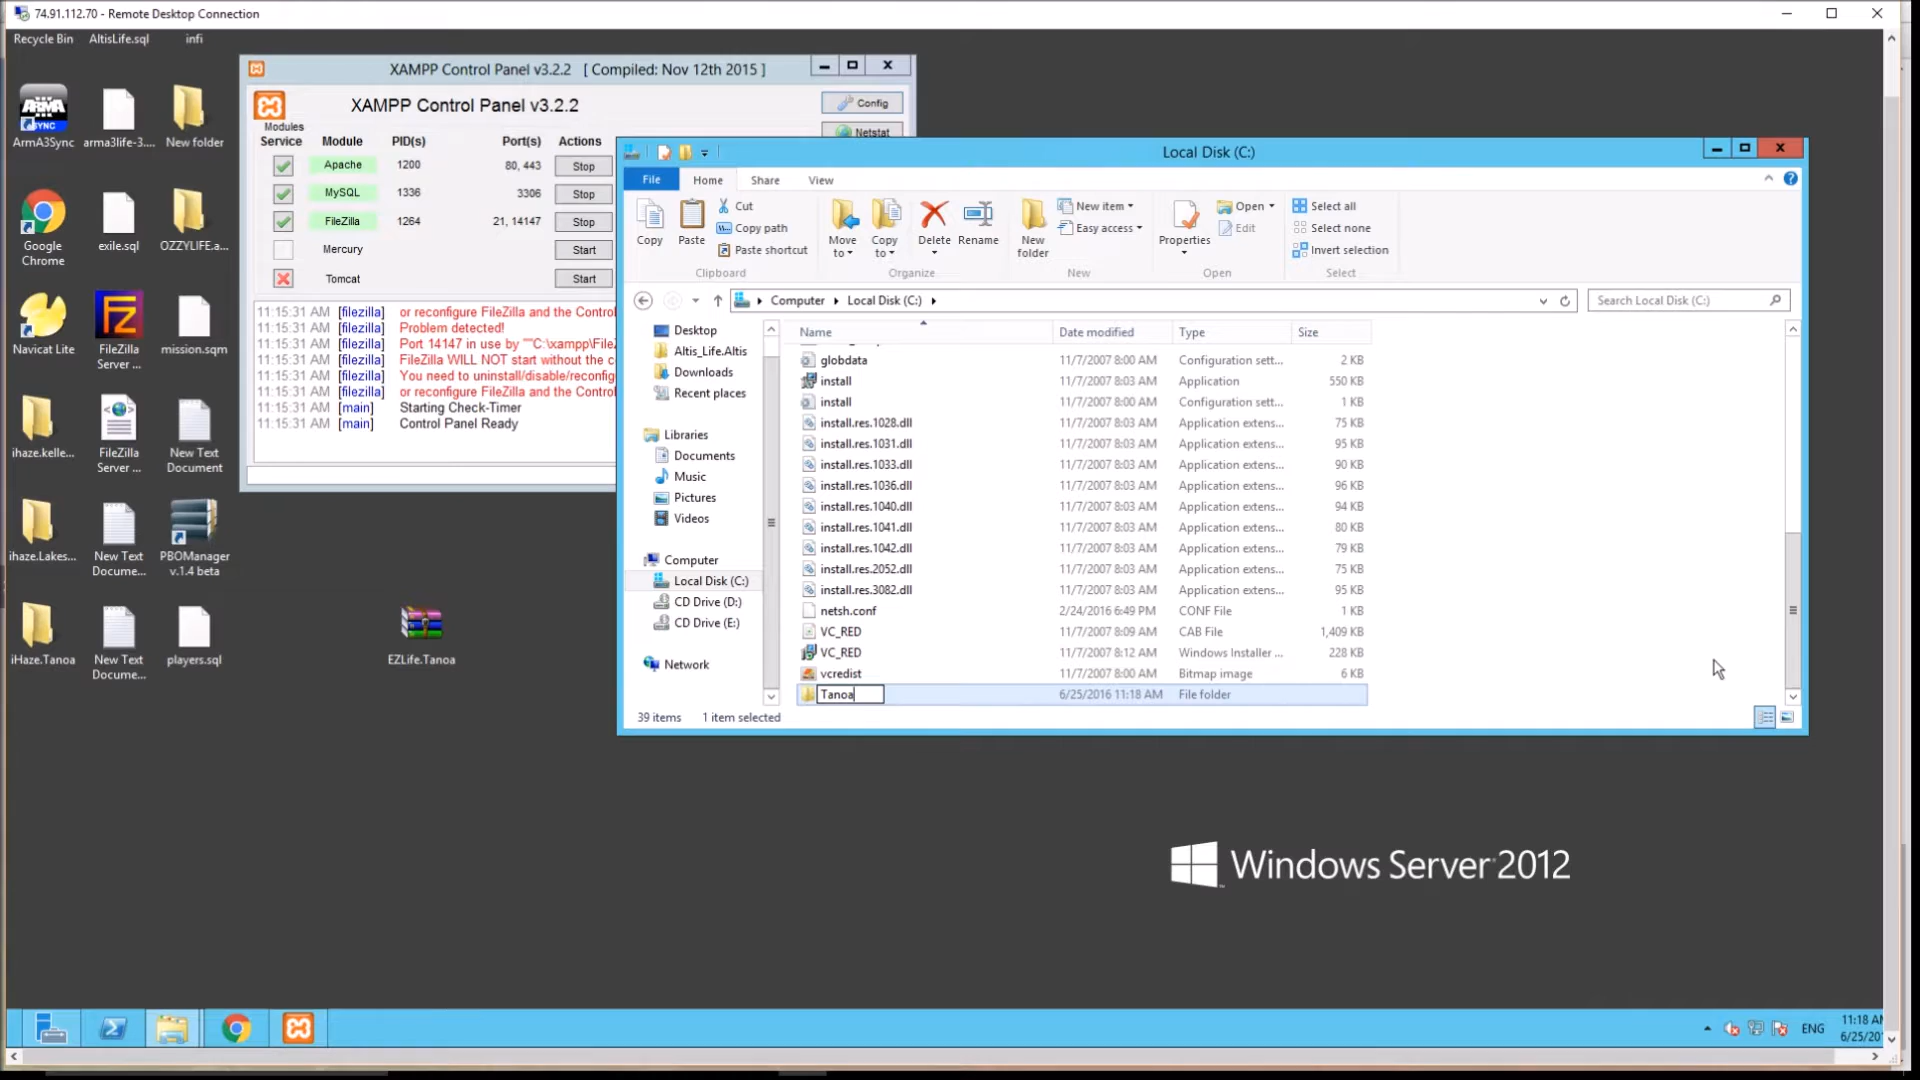 74.91.112.70 - Remote Desktop Connection
Recycle Bin
AltisLife.sql
infi
ArmA3Sync
arma3life-3....
New folder
Google
Chrome
exile.sql
OZZYLIFE.a...
Navicat Lite
FileZilla
Server ...
mission.sqm
ihaze.kelle...
FileZilla
Server ...
New Text
Document
ihaze.Lakes...
New Text
Docume...
PBOManager
v.1.4 beta
iHaze.Tanoa
New Text
Docume...
players.sql
EZLife.Tanoa
XAMPP Control Panel v3.2.2 [ Compiled: Nov 12th 2015 ]
XAMPP Control Panel v3.2.2
Config
Netstat
Modules
Service Module PID(s) Port(s) Actions
Apache 1200 80, 443 Stop
MySQL 1336 3306 Stop
FileZilla 1264 21, 14147 Stop
Mercury Start
Tomcat Start
11:15:31 AM [filezilla] or reconfigure FileZilla and the Control
11:15:31 AM [filezilla] Problem detected!
11:15:31 AM [filezilla] Port 14147 in use by ""C:\xampp\FileZ
11:15:31 AM [filezilla] FileZilla WILL NOT start without the c
11:15:31 AM [filezilla] You need to uninstall/disable/reconfig
11:15:31 AM [filezilla] or reconfigure FileZilla and the Control
11:15:31 AM [main] Starting Check-Timer
11:15:31 AM [main] Control Panel Ready
Local Disk (C:)
File Home Share View
Copy
Paste
Cut
Copy path
Paste shortcut
Clipboard
Move
to
Copy
to
Delete
Rename
Organize
New
folder
New item
Easy access
New
Properties
Open
Edit
Open
Select all
Select none
Invert selection
Select
Computer Local Disk (C:)
Search Local Disk (C:)
Desktop
Altis_Life.Altis
Downloads
Recent places
Libraries
Documents
Music
Pictures
Videos
Computer
Local Disk (C:)
CD Drive (D:)
CD Drive (E:)
Network
Name Date modified Type Size
globdata 11/7/2007 8:00 AM Configuration sett... 2 KB
install 11/7/2007 8:03 AM Application 550 KB
install 11/7/2007 8:00 AM Configuration sett... 1 KB
install.res.1028.dll 11/7/2007 8:03 AM Application extens... 75 KB
install.res.1031.dll 11/7/2007 8:03 AM Application extens... 95 KB
install.res.1033.dll 11/7/2007 8:03 AM Application extens... 90 KB
install.res.1036.dll 11/7/2007 8:03 AM Application extens... 96 KB
install.res.1040.dll 11/7/2007 8:03 AM Application extens... 94 KB
install.res.1041.dll 11/7/2007 8:03 AM Application extens... 80 KB
install.res.1042.dll 11/7/2007 8:03 AM Application extens... 79 KB
install.res.2052.dll 11/7/2007 8:03 AM Application extens... 75 KB
install.res.3082.dll 11/7/2007 8:03 AM Application extens... 95 KB
netsh.conf 2/24/2016 6:49 PM CONF File 1 KB
VC_RED 11/7/2007 8:09 AM CAB File 1,409 KB
VC_RED 11/7/2007 8:12 AM Windows Installer ... 228 KB
vcredist 11/7/2007 8:00 AM Bitmap image 6 KB
Tanoa 6/25/2016 11:18 AM File folder
39 items 1 item selected
Windows Server 2012
ENG
11:18 AM
6/25/20